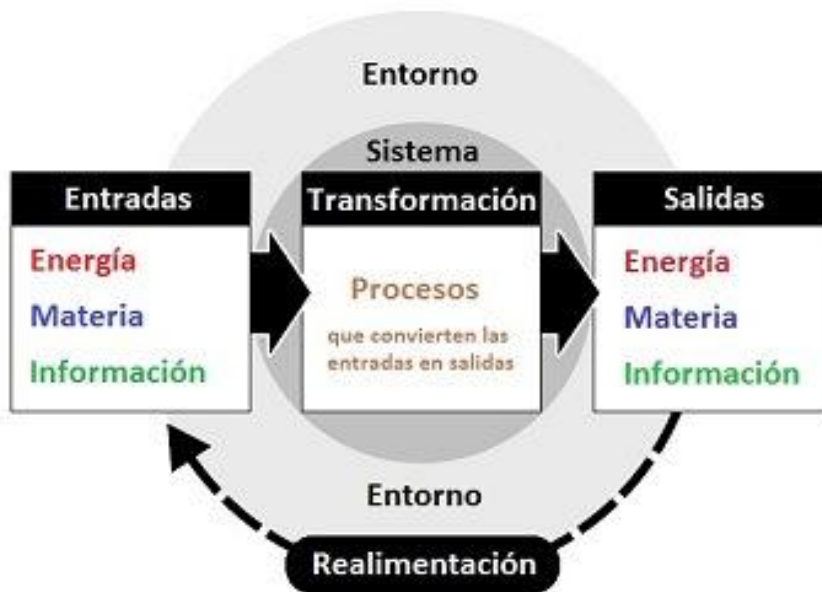 Entorno
Sistema
Entradas
Energía
Materia
Información
Transformación
Procesos
que convierten las
entradas en salidas
Salidas
Energía
Materia
Información
Entorno
Realimentación